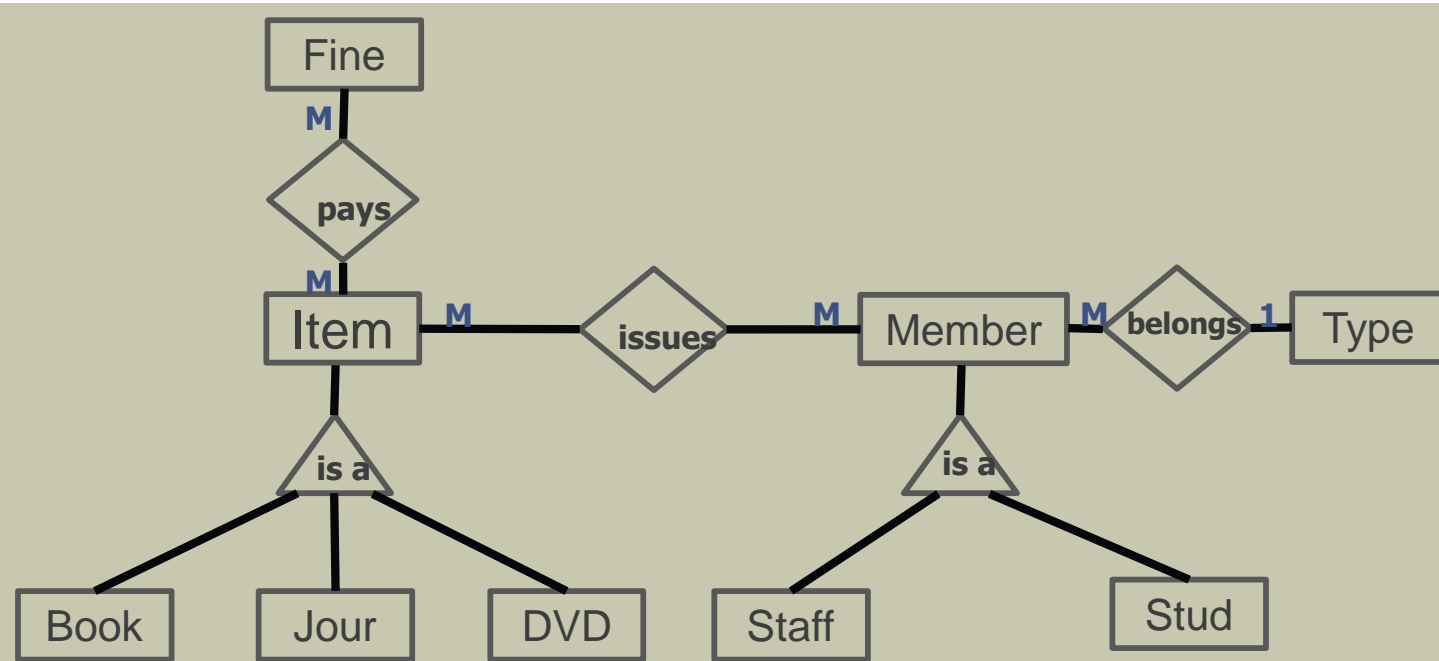 Fine
M
pays
M
Item
M
issues
M
Member
M
belongs
1
Type
is a
is a
Book
Jour
DVD
Staff
Stud